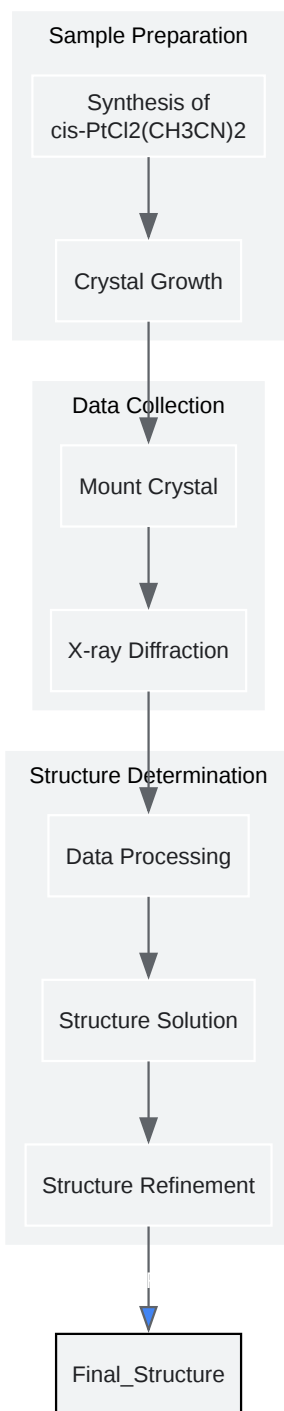 Sample Preparation
Synthesis of
cis-PtCl2(CH3CN)2
Crystal Growth
Data Collection
Mount Crystal
X-ray Diffraction
Structure Determination
Data Processing
Structure Solution
Structure Refinement
Final_Structure